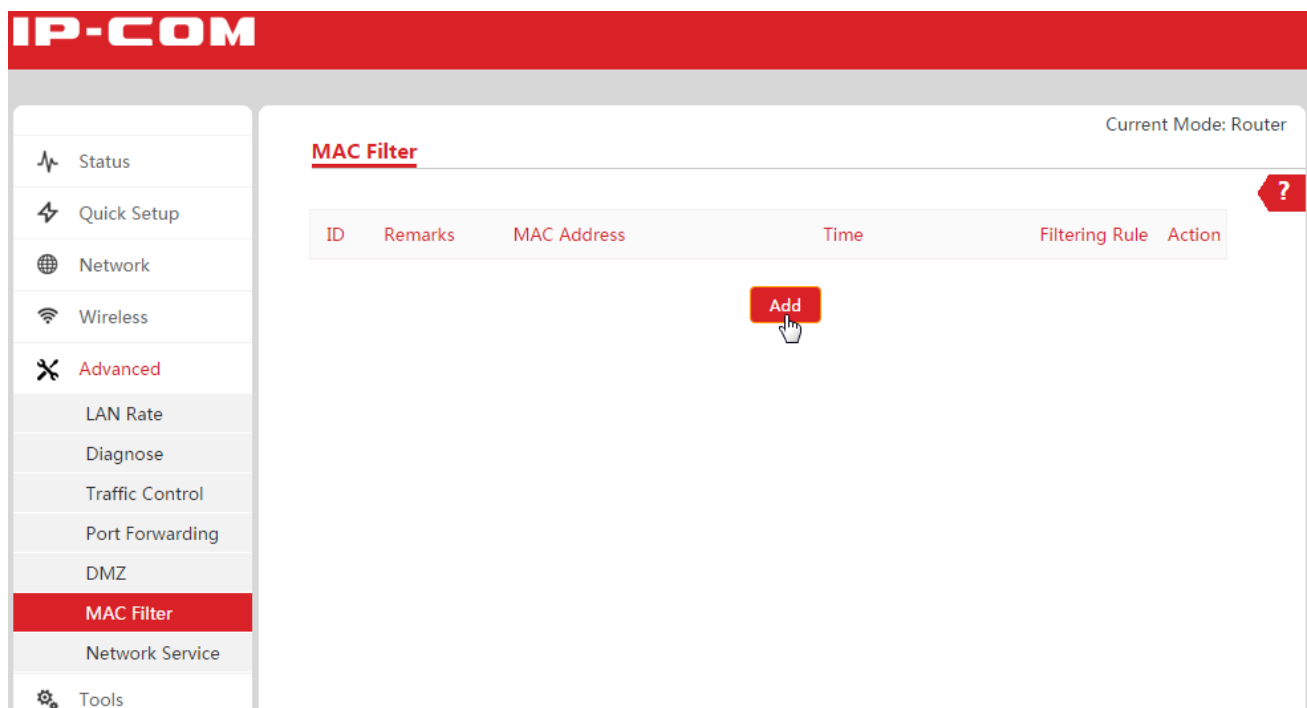 IP-COM
Current Mode: Router
MAC Filter
?
Status
Quick Setup
Network
Wireless
Advanced
LAN Rate
Diagnose
Traffic Control
Port Forwarding
DMZ
MAC Filter
Network Service
Tools
ID Remarks MAC Address Time Filtering Rule Action
Add